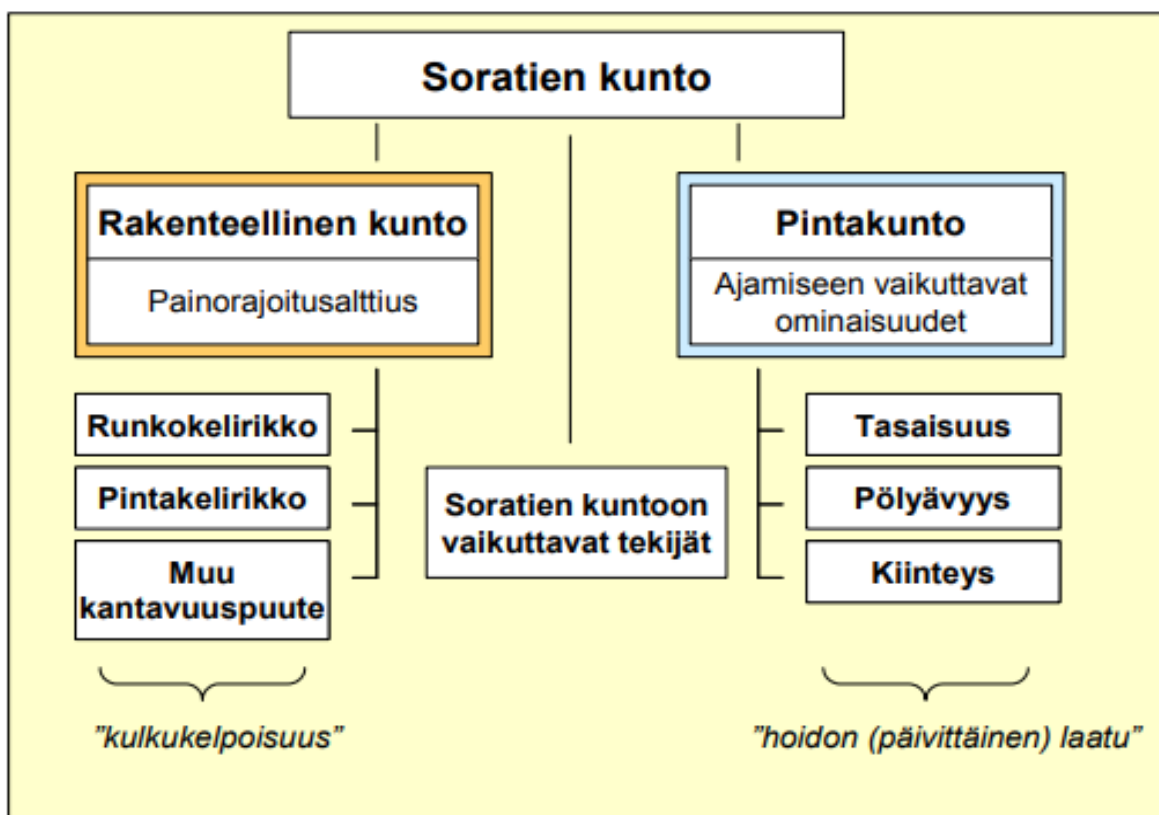 Soratien kunto
Rakenteellinen kunto
Painorajoitusalttius
Pintakunto
Ajamiseen vaikuttavat
ominaisuudet
Runkokelirikko
Pintakelirikko
Muu
kantavuuspuute
Soratien kuntoon
vaikuttavat tekijät
Tasaisuus
Pölyävyys
Kiinteys
”kulkukelpoisuus”
”hoidon (päivittäinen) laatu”